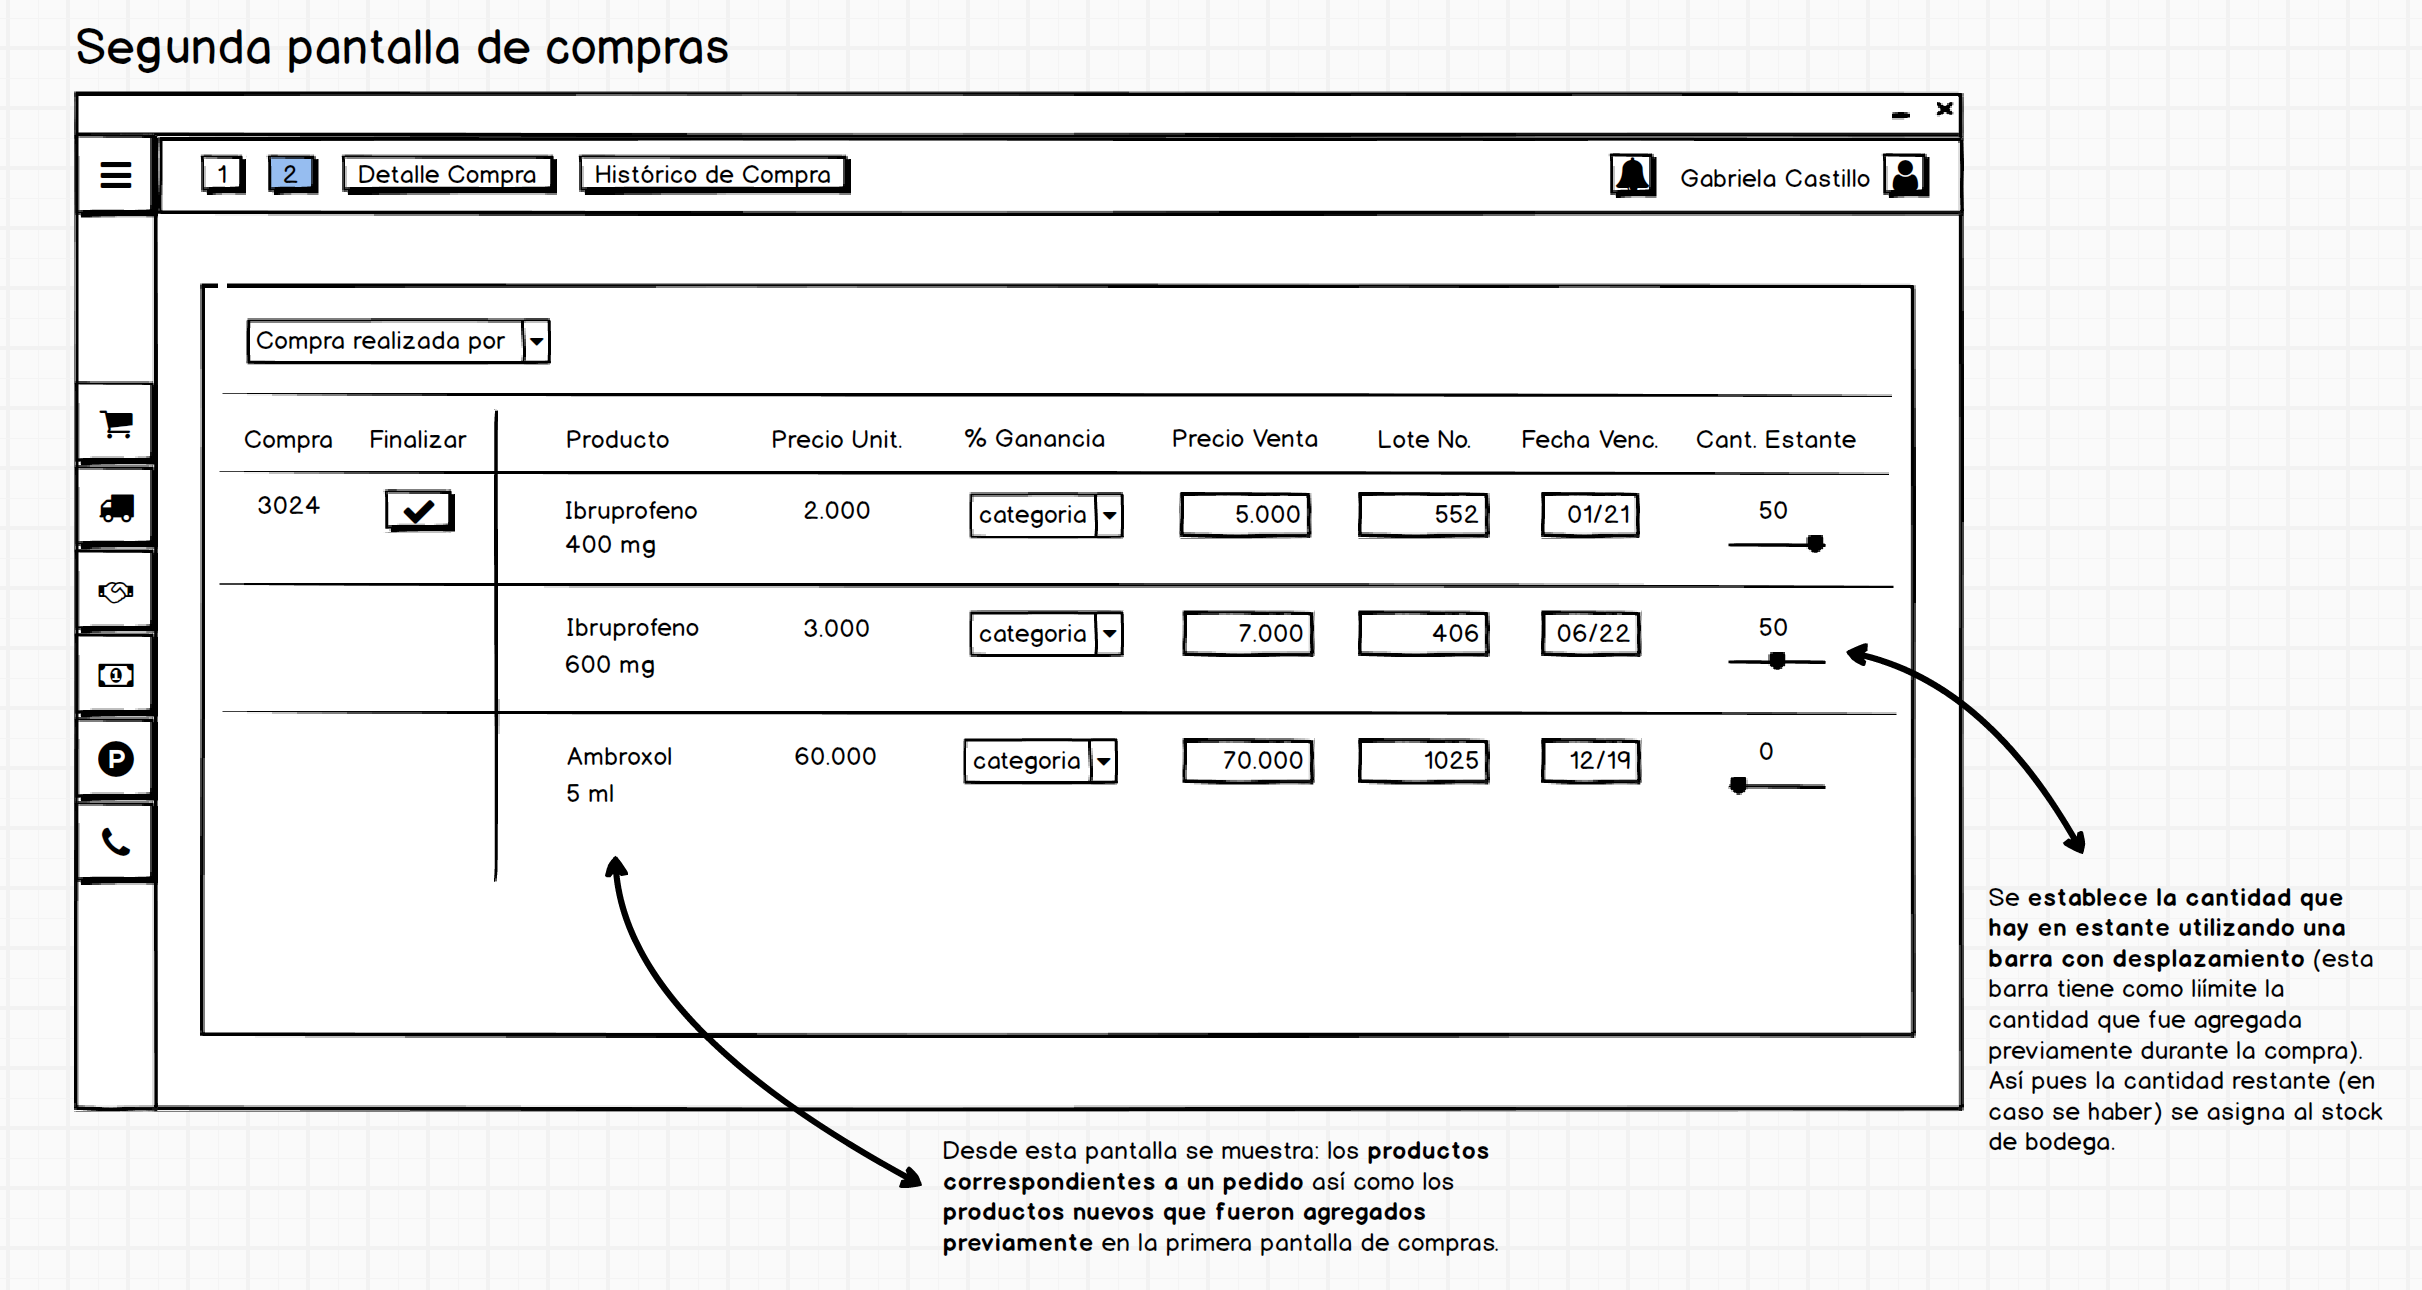 Segunda pantalla de compras
1 2 Detalle Compra Histórico de Compra Gabriela Castillo
Compra realizada por
Compra Finalizar Producto Precio Unit. % Ganancia Precio Venta Lote No. Fecha Venc. Cant. Estante
3024 Ibruprofeno 2.000 categoria 5.000 552 01/21 50
400 mg
Ibruprofeno 3.000 categoria 7.000 406 06/22 50
600 mg
Ambroxol 60.000 categoria 70.000 1025 12/19 0
5 ml
P
1
Se establece la cantidad que
hay en estante utilizando una
barra con desplazamiento (esta
barra tiene como liímite la
cantidad que fue agregada
previamente durante la compra).
Así pues la cantidad restante (en
caso se haber) se asigna al stock
de bodega.
Desde esta pantalla se muestra: los productos
correspondientes a un pedido así como los
productos nuevos que fueron agregados
previamente en la primera pantalla de compras.